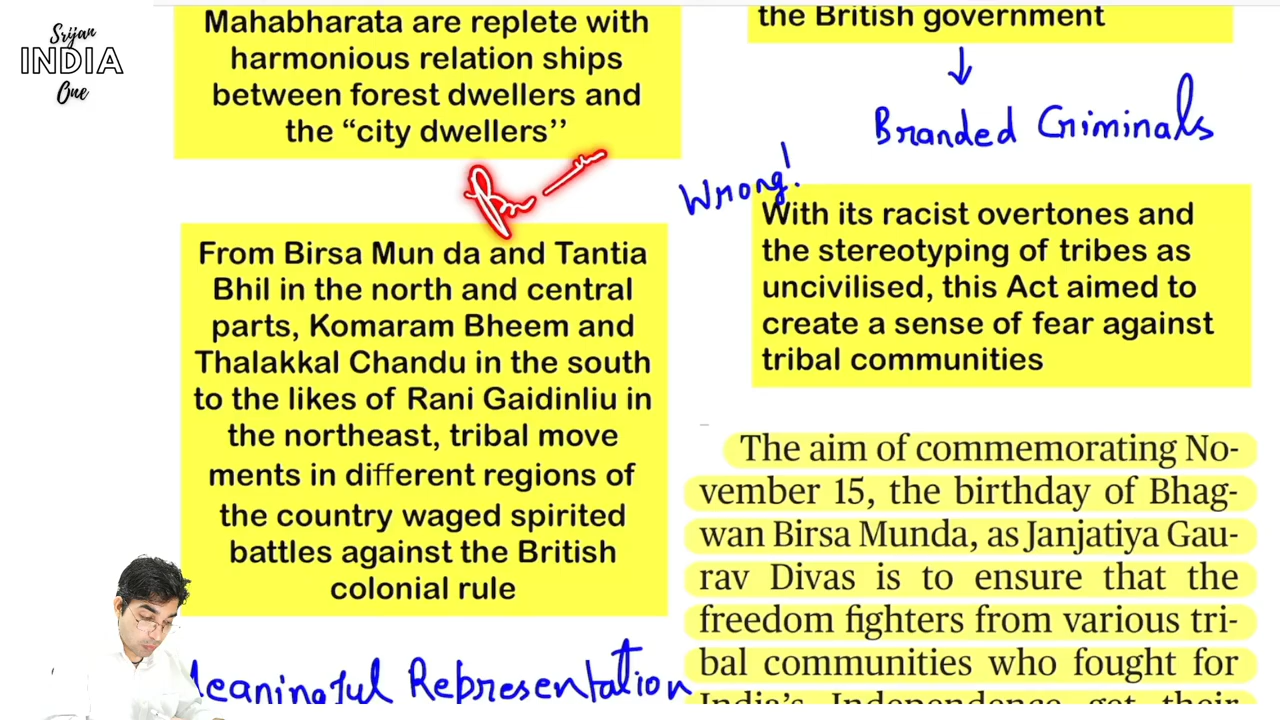 Srijan
INDIA
One
Mahabharata are replete with
harmonious relation ships
between forest dwellers and
the “city dwellers’’
From Birsa Mun da and Tantia
Bhil in the north and central
parts, Komaram Bheem and
Thalakkal Chandu in the south
to the likes of Rani Gaidinliu in
the northeast, tribal move
ments in different regions of
the country waged spirited
battles against the British
colonial rule
Meaningful Representation
the British government
↓
Branded Criminals
Wrong!
With its racist overtones and
the stereotyping of tribes as
uncivilised, this Act aimed to
create a sense of fear against
tribal communities
The aim of commemorating No-
vember 15, the birthday of Bhag-
wan Birsa Munda, as Janjatiya Gau-
rav Divas is to ensure that the
freedom fighters from various tri-
bal communities who fought for
India's Independence get their